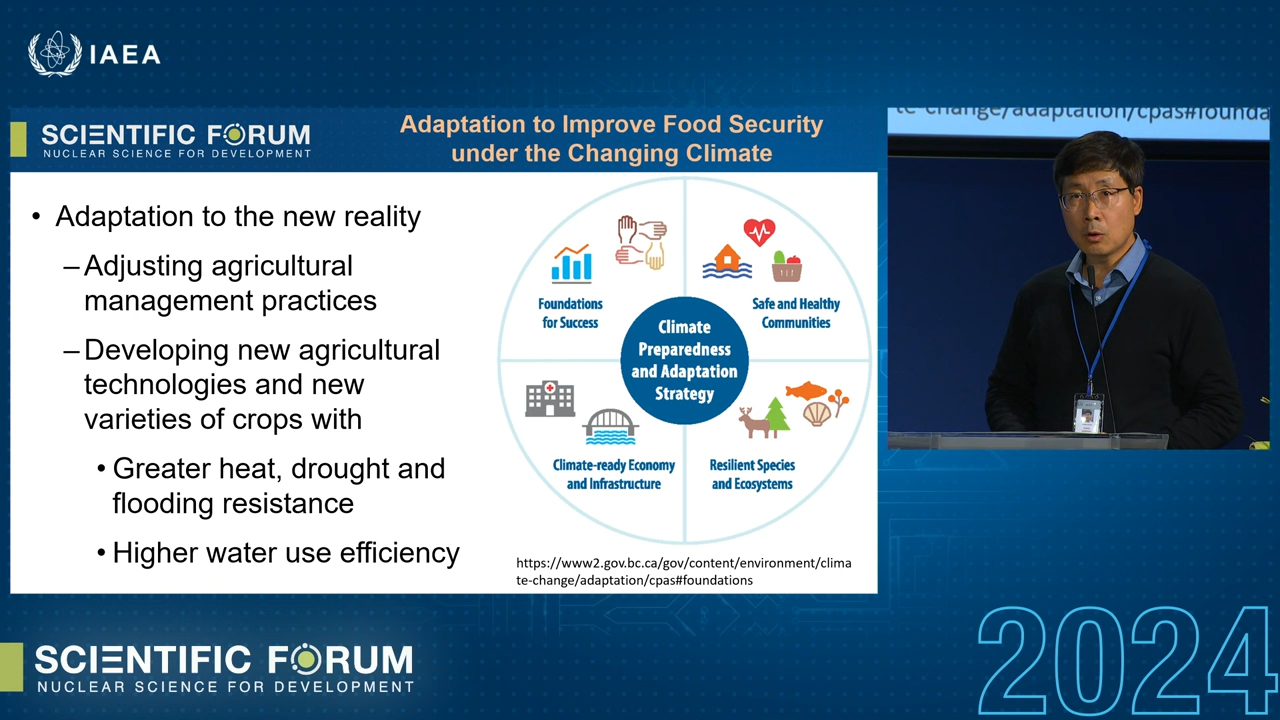 IAEA
SCIENTIFIC FORUM
NUCLEAR SCIENCE FOR DEVELOPMENT
Adaptation to Improve Food Security
under the Changing Climate
• Adaptation to the new reality
–Adjusting agricultural
management practices
–Developing new agricultural
technologies and new
varieties of crops with
• Greater heat, drought and
flooding resistance
• Higher water use efficiency
Foundations
for Success
Safe and Healthy
Communities
Climate
Preparedness
and Adaptation
Strategy
Climate-ready Economy
and Infrastructure
Resilient Species
and Ecosystems
https://www2.gov.bc.ca/gov/content/environment/clima
te-change/adaptation/cpas#foundations
te-change/adaptation/cpas#founda
SCIENTIFIC FORUM
NUCLEAR SCIENCE FOR DEVELOPMENT
2024